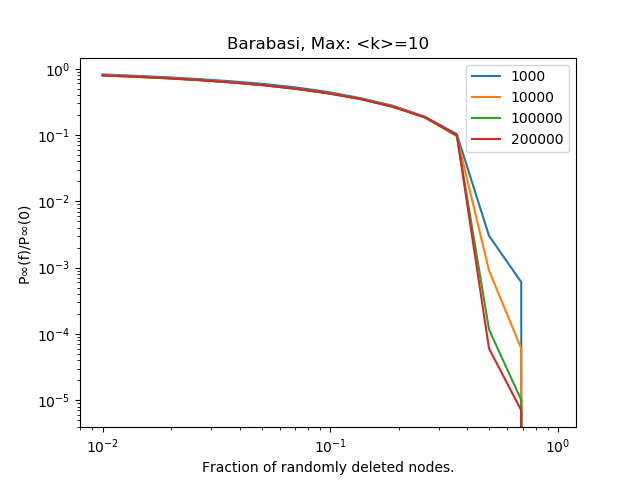 Barabasi, Max: <k>=10
10⁰
10⁻¹
10⁻²
10⁻³
10⁻⁴
10⁻⁵
P∞(f)/P∞(0)
1000
10000
100000
200000
10⁻² 10⁻¹ 10⁰
Fraction of randomly deleted nodes.